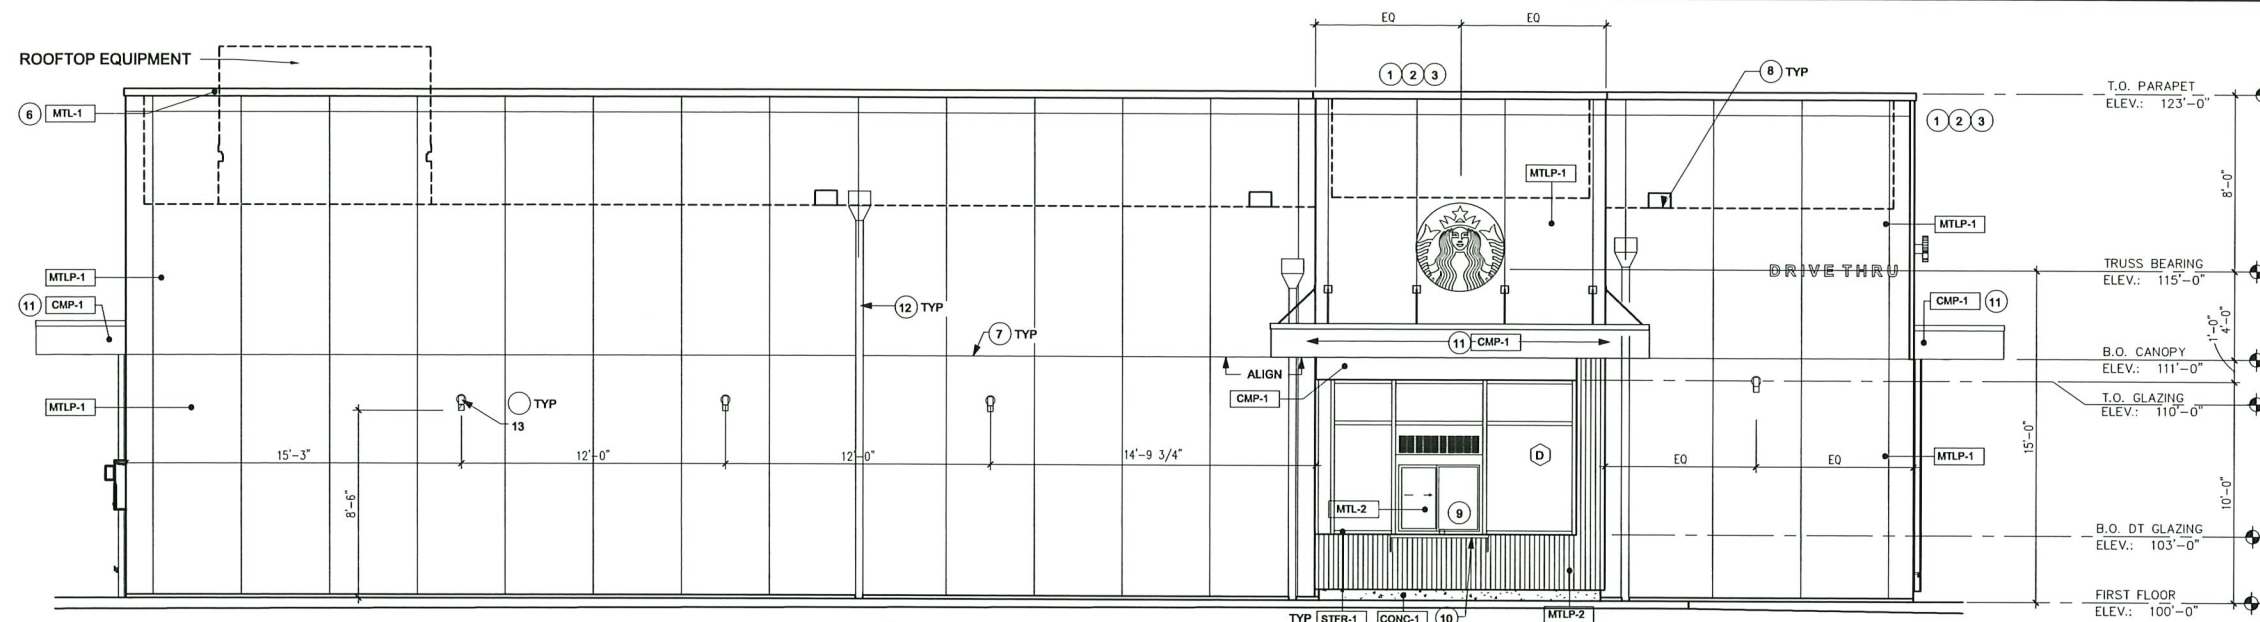 EQ EQ
ROOFTOP EQUIPMENT
1 2 3
8 TYP
T.O. PARAPET
ELEV.: 123'-0"
6 MTL-1
1 2 3
MTLP-1
8'-0"
MTLP-1
MTLP-1
DRIVE THRU
TRUSS BEARING
ELEV.: 115'-0"
11 CMP-1
12 TYP
CMP-1 11
7 TYP
11 CMP-1
1'-0"
4'-0"
B.O. CANOPY
ELEV.: 111'-0"
ALIGN
CMP-1
T.O. GLAZING
ELEV.: 110'-0"
MTLP-1
TYP
13
15'-3" 12'-0" 12'-0" 14'-9 3/4"
D
EQ EQ
MTLP-1
15'-0"
10'-0"
8'-6"
MTL-2
9
B.O. DT GLAZING
ELEV.: 103'-0"
FIRST FLOOR
ELEV.: 100'-0"
TYP STFR-1 CONC-1 10 MTLP-2